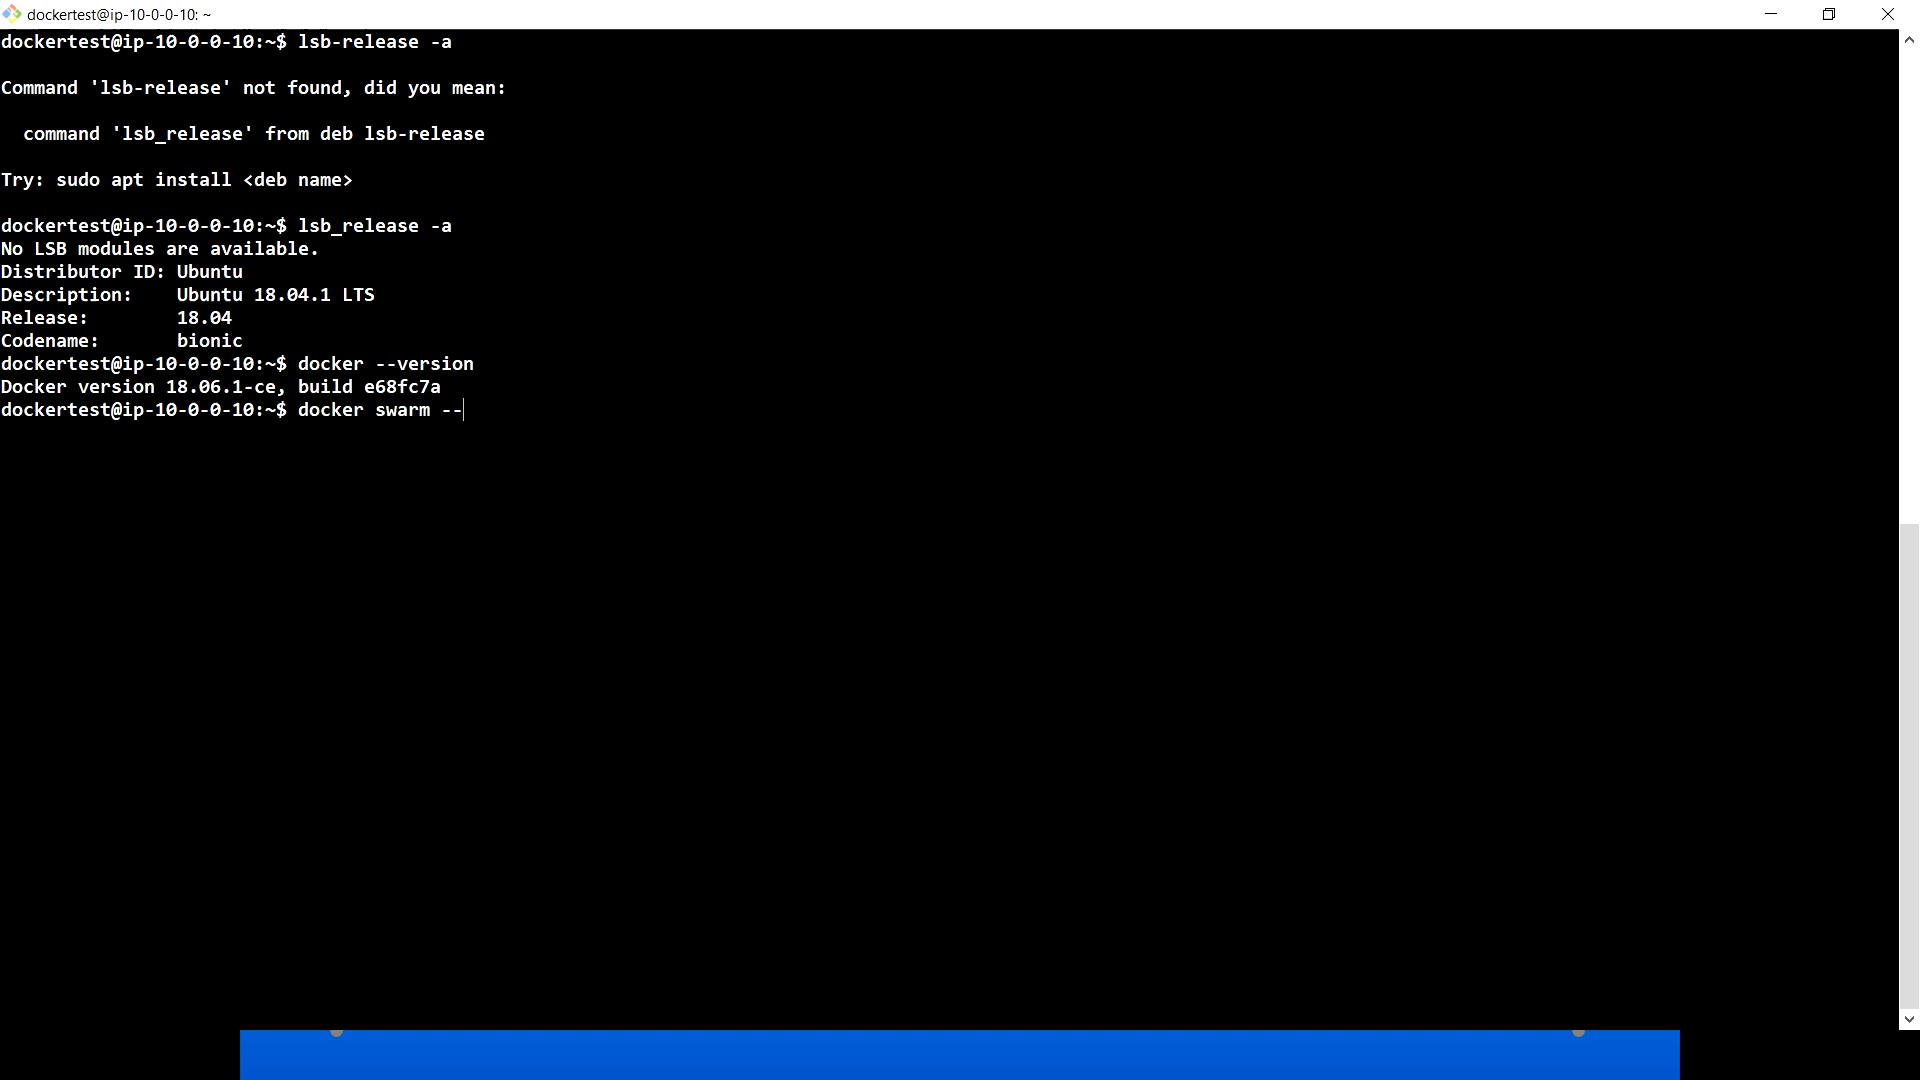 dockertest@ip-10-0-0-10: ~
dockertest@ip-10-0-0-10:~$ lsb-release -a
Command 'lsb-release' not found, did you mean:
command 'lsb_release' from deb lsb-release
Try: sudo apt install <deb name>
dockertest@ip-10-0-0-10:~$ lsb_release -a
No LSB modules are available.
Distributor ID: Ubuntu
Description:    Ubuntu 18.04.1 LTS
Release:        18.04
Codename:       bionic
dockertest@ip-10-0-0-10:~$ docker --version
Docker version 18.06.1-ce, build e68fc7a
dockertest@ip-10-0-0-10:~$ docker swarm --